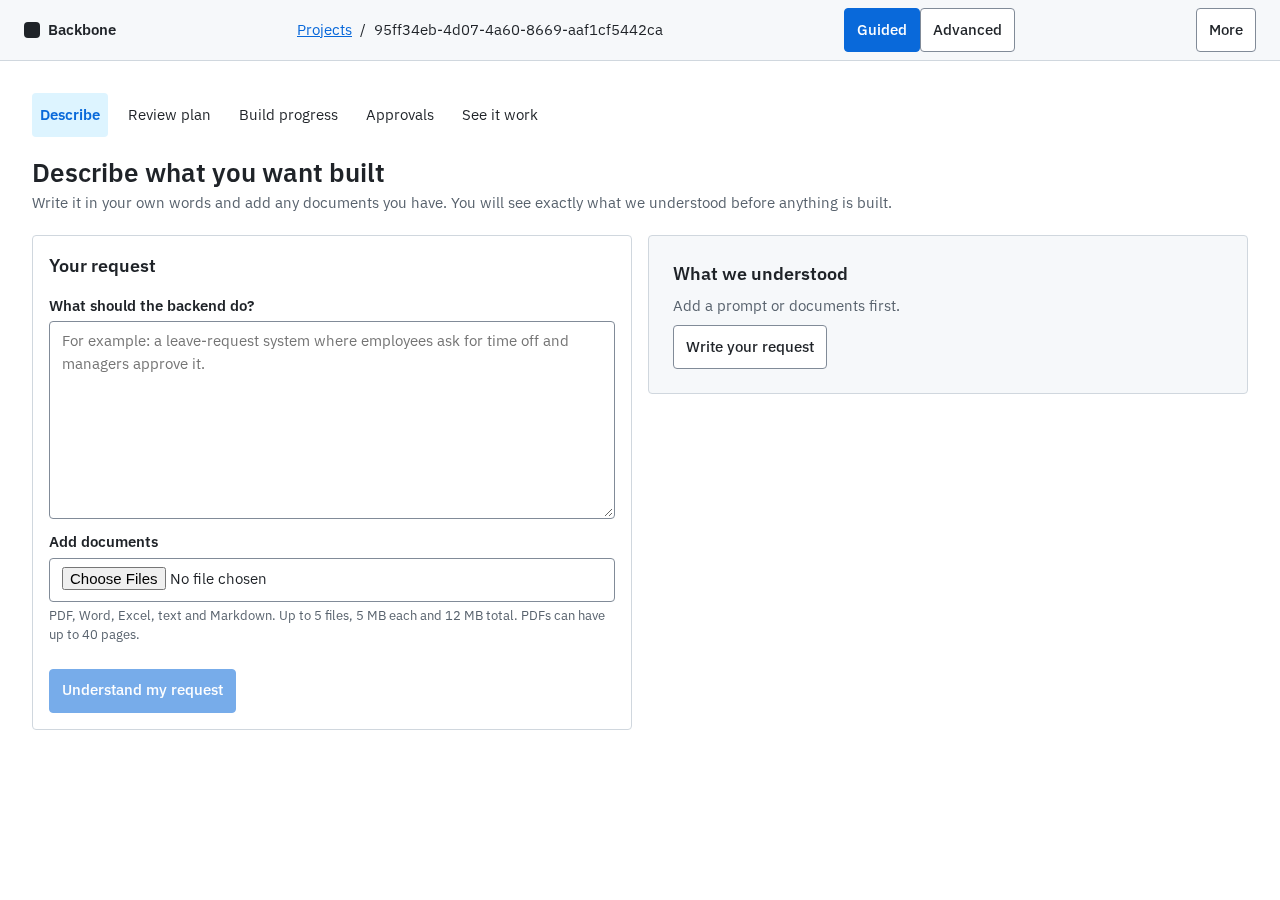 Backbone
Projects / 95ff34eb-4d07-4a60-8669-aaf1cf5442ca
Guided
Advanced
More
Describe
Review plan
Build progress
Approvals
See it work
Describe what you want built
Write it in your own words and add any documents you have. You will see exactly what we understood before anything is built.
Your request
What should the backend do?
For example: a leave-request system where employees ask for time off and
managers approve it.
Add documents
Choose Files No file chosen
PDF, Word, Excel, text and Markdown. Up to 5 files, 5 MB each and 12 MB total. PDFs can have
up to 40 pages.
Understand my request
What we understood
Add a prompt or documents first.
Write your request